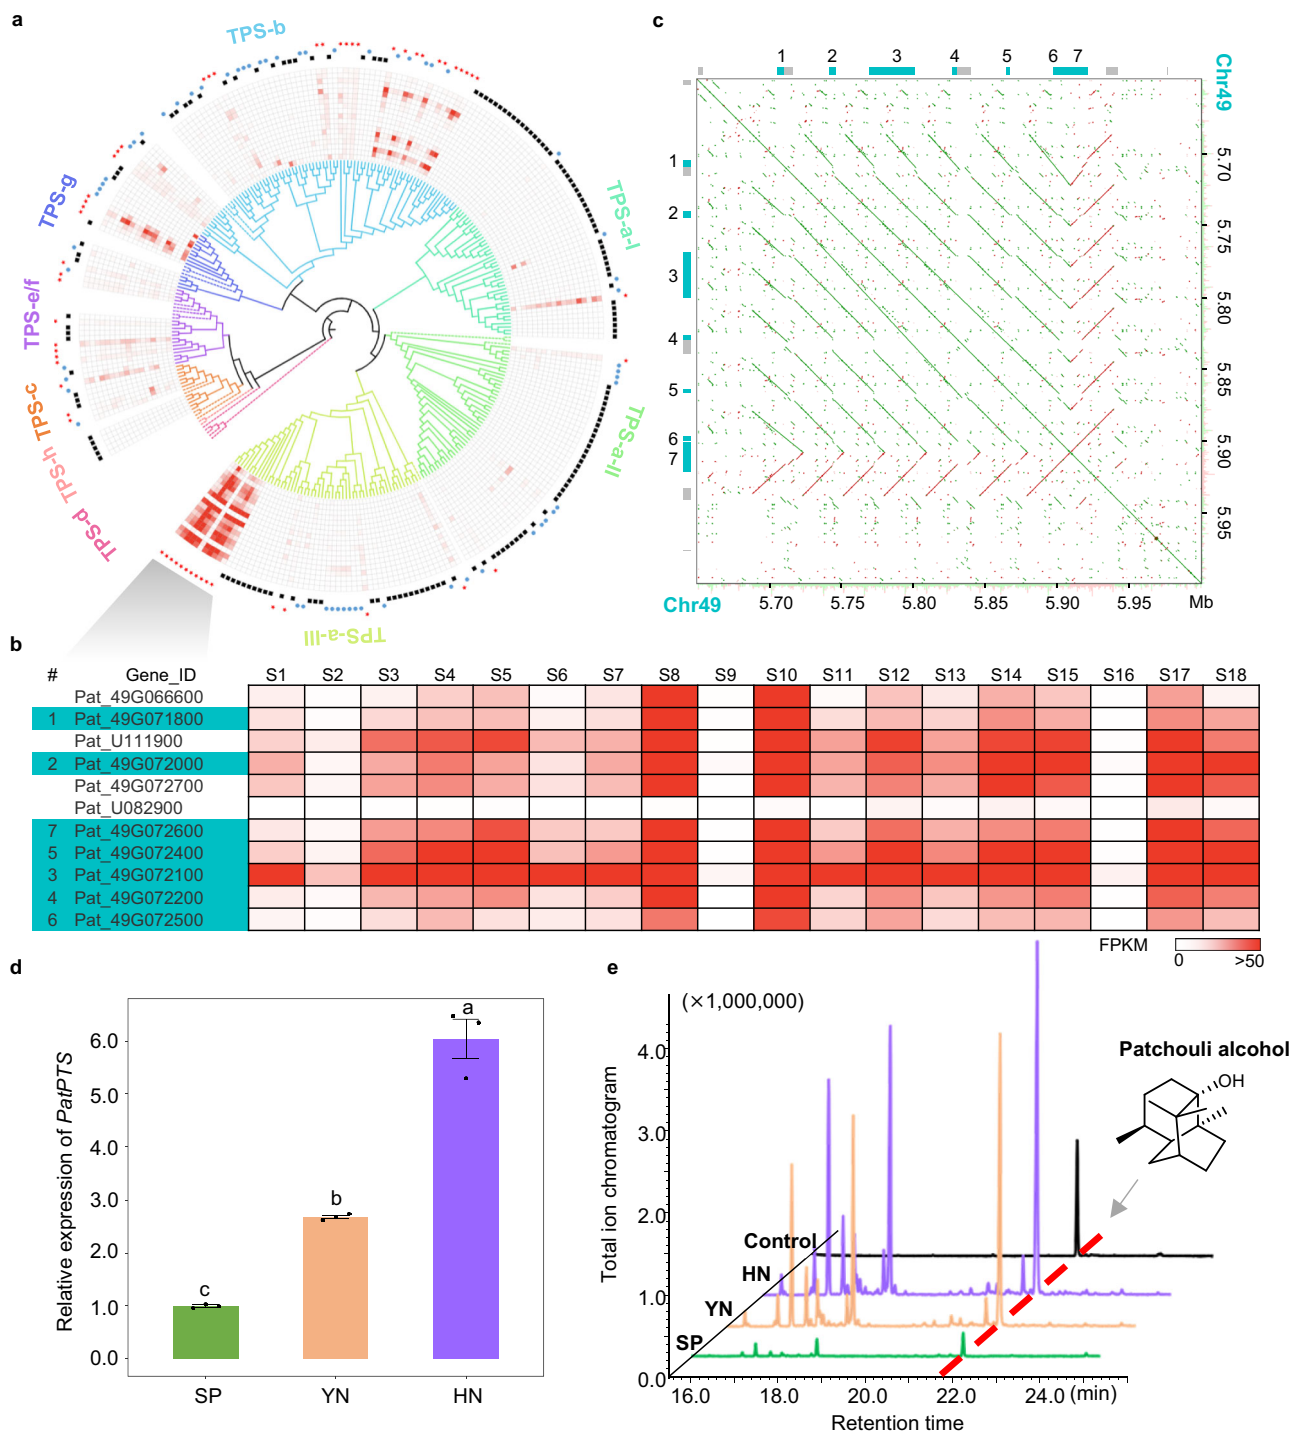 a
TPS-b
TPS-g
TPS-a-I
TPS-e/f
TPS-c
TPS-h
TPS-d
TPS-a-II
TPS-a-III
c
1 2 3 4 5 6 7
Chr49
1
2
3
4
5
6
7
5.70
5.75
5.80
5.85
5.90
5.95
5.70 5.75 5.80 5.85 5.90 5.95 Mb
Chr49
b
# Gene_ID S1 S2 S3 S4 S5 S6 S7 S8 S9 S10 S11 S12 S13 S14 S15 S16 S17 S18
Pat_49G066600
1 Pat_49G071800
Pat_U111900
2 Pat_49G072000
Pat_49G072700
Pat_U082900
7 Pat_49G072600
5 Pat_49G072400
3 Pat_49G072100
4 Pat_49G072200
6 Pat_49G072500
FPKM
0 >50
d
Relative expression of PatPTS
6.0
5.0
4.0
3.0
2.0
1.0
0.0
c
b
a
SP YN HN
e
(×1,000,000)
Total ion chromatogram
4.0
3.0
2.0
1.0
0.0
Control
HN
YN
SP
Patchouli alcohol
OH
16.0 18.0 20.0 22.0 24.0 (min)
Retention time